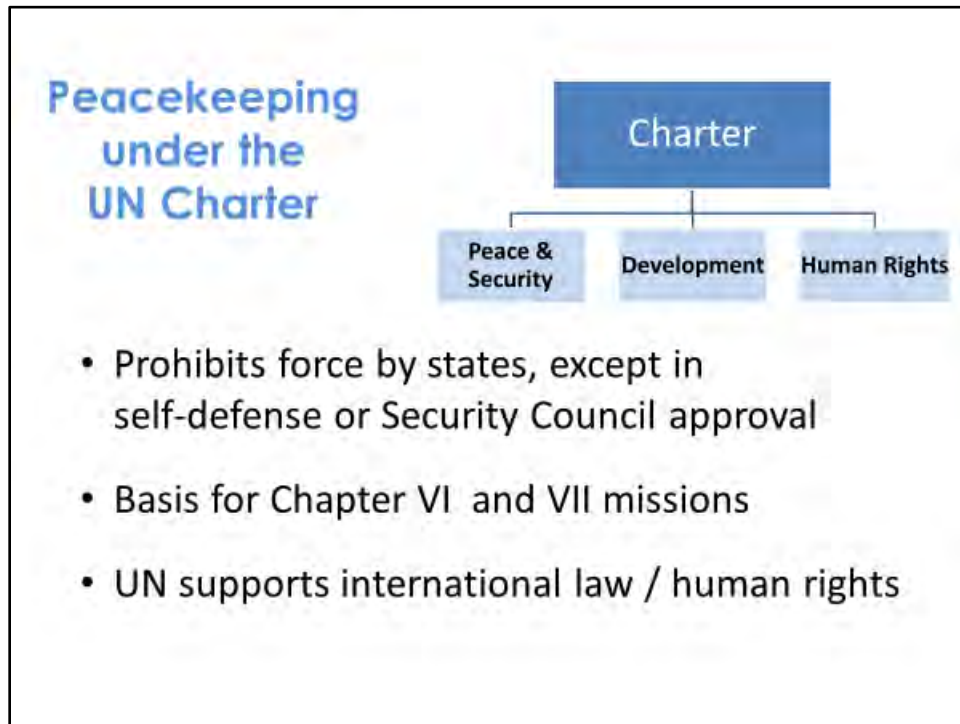 Peacekeeping
under the
UN Charter
Charter
Peace &
Security
Development
Human Rights
• Prohibits force by states, except in
self-defense or Security Council approval
• Basis for Chapter VI and VII missions
• UN supports international law / human rights